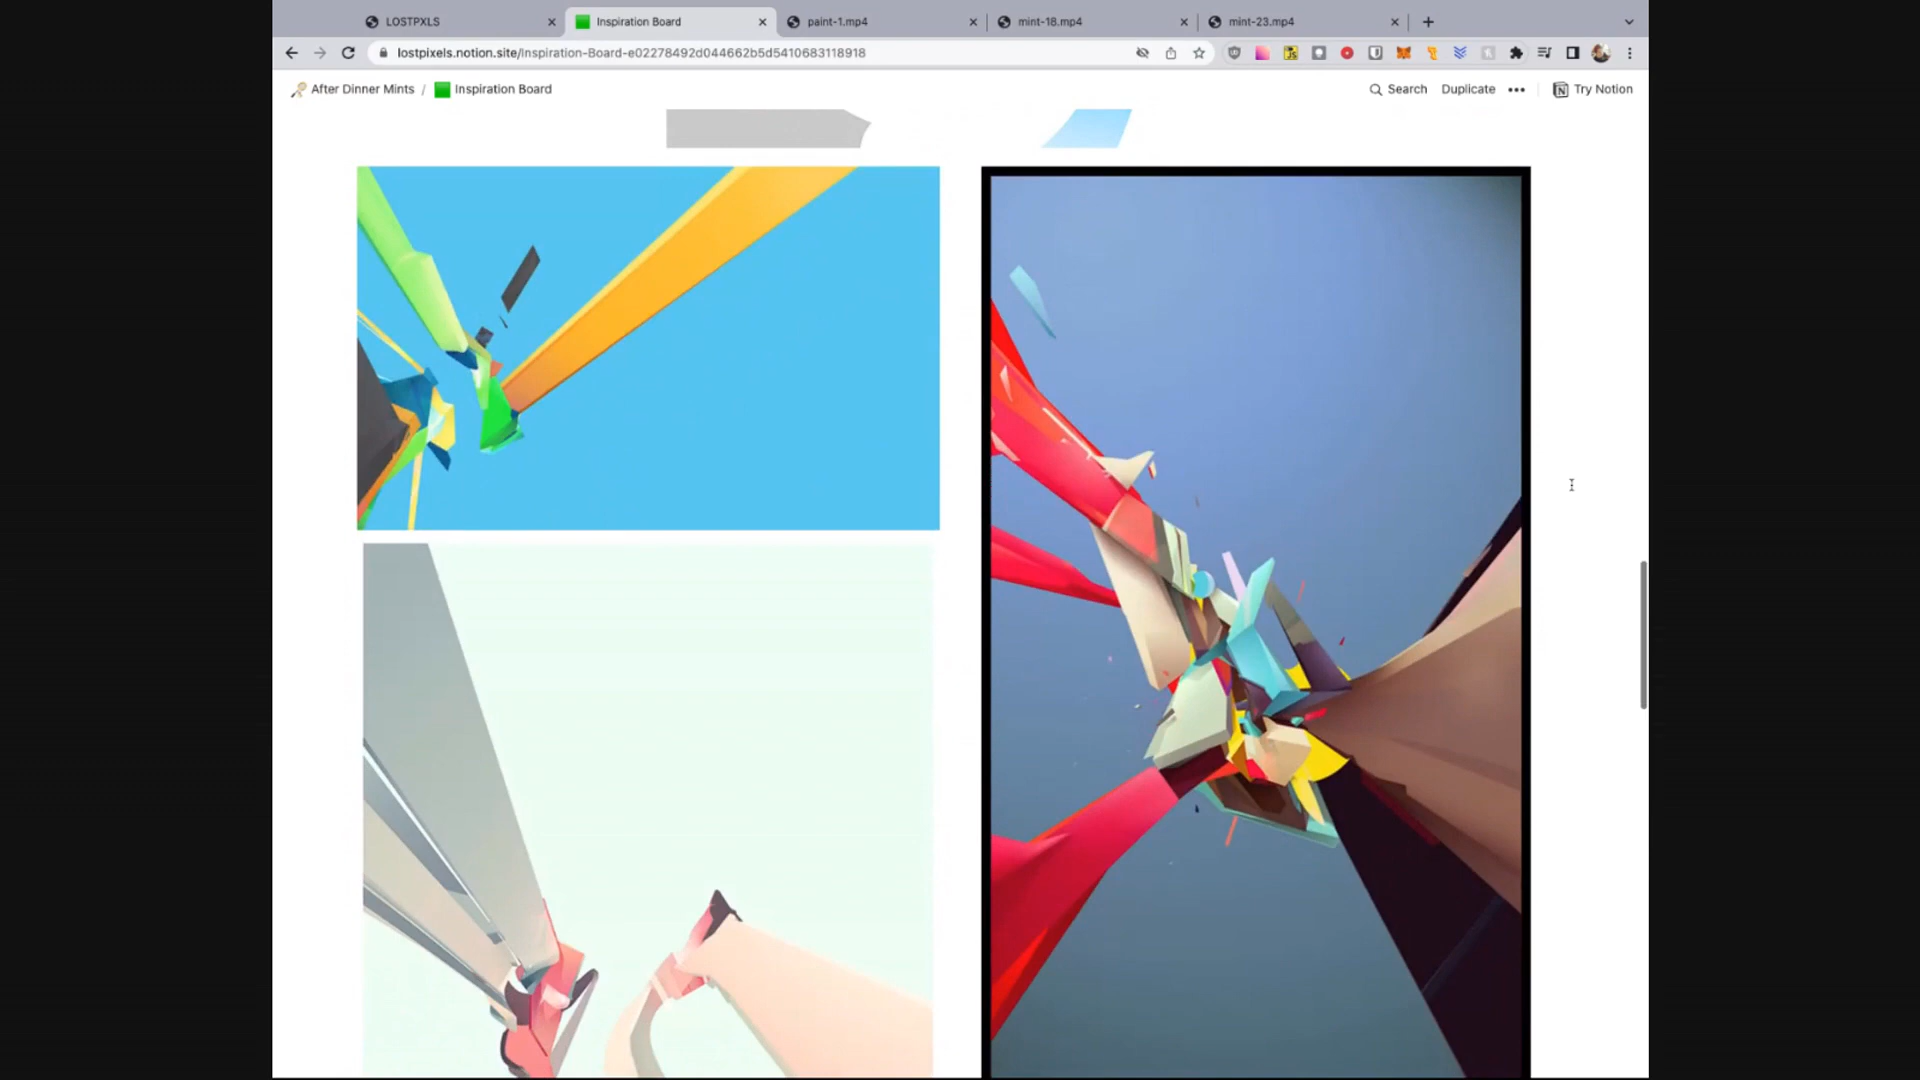 LOSTPXLS
Inspiration Board
paint-1.mp4
mint-18.mp4
mint-23.mp4
lostpixels.notion.site/Inspiration-Board-e02278492d044662b5d5410683118918
After Dinner Mints / Inspiration Board
Search Duplicate ••• Try Notion